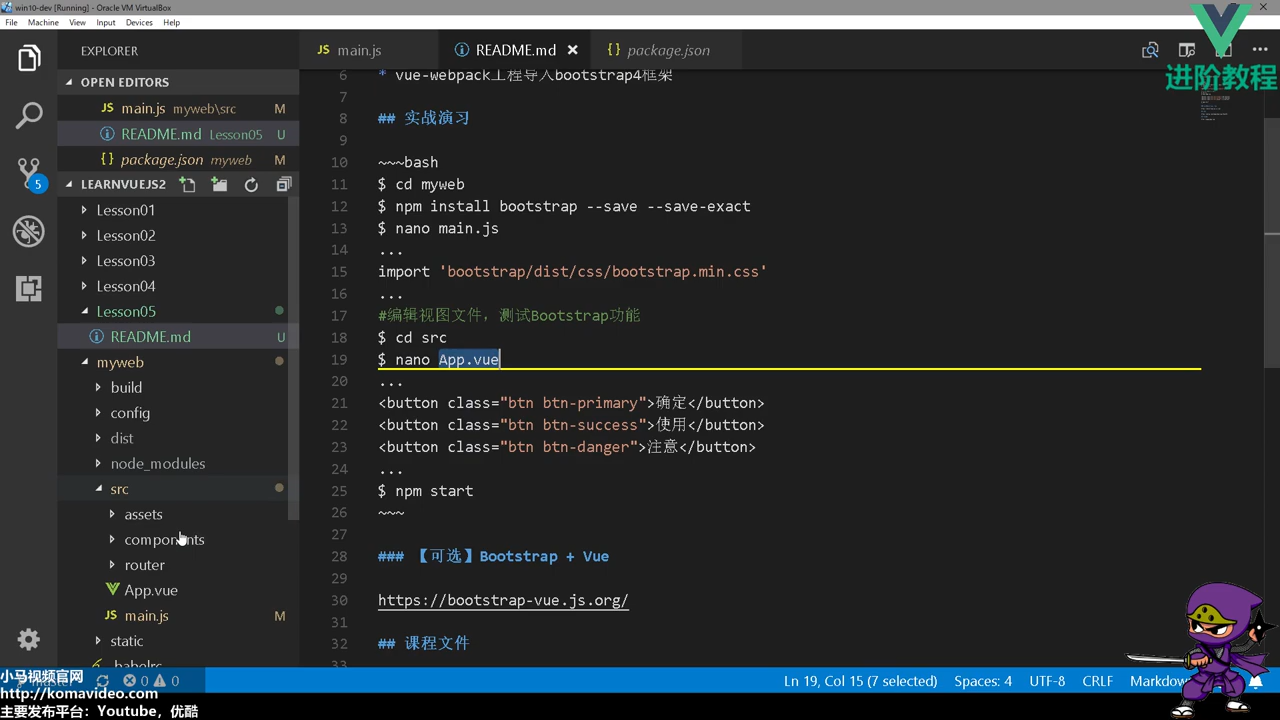 win10-dev [Running] - Oracle VM VirtualBox
File Machine View Input Devices Help
EXPLORER
OPEN EDITORS
JS main.js myweb\src M
README.md Lesson05 U
{} package.json myweb M
LEARNVUEJS2
5
Lesson01
Lesson02
Lesson03
Lesson04
Lesson05
README.md U
myweb
build
config
dist
node_modules
src
assets
components
router
App.vue
JS main.js M
static
.babelrc
JS main.js
README.md ×
{} package.json
进阶教程
6 * vue-webpack工程导入bootstrap4框架
7
8 ## 实战演习
9
10 ~~~bash
11 $ cd myweb
12 $ npm install bootstrap --save --save-exact
13 $ nano main.js
14 ...
15 import 'bootstrap/dist/css/bootstrap.min.css'
16 ...
17 #编辑视图文件，测试Bootstrap功能
18 $ cd src
19 $ nano App.vue
20 ...
21 <button class="btn btn-primary">确定</button>
22 <button class="btn btn-success">使用</button>
23 <button class="btn btn-danger">注意</button>
24 ...
25 $ npm start
26 ~~~
27
28 ### 【可选】Bootstrap + Vue
29
30 https://bootstrap-vue.js.org/
31
32 ## 课程文件
33
小马视频官网
http://komavideo.com
主要发布平台：Youtube，优酷
0 0
Ln 19, Col 15 (7 selected) Spaces: 4 UTF-8 CRLF